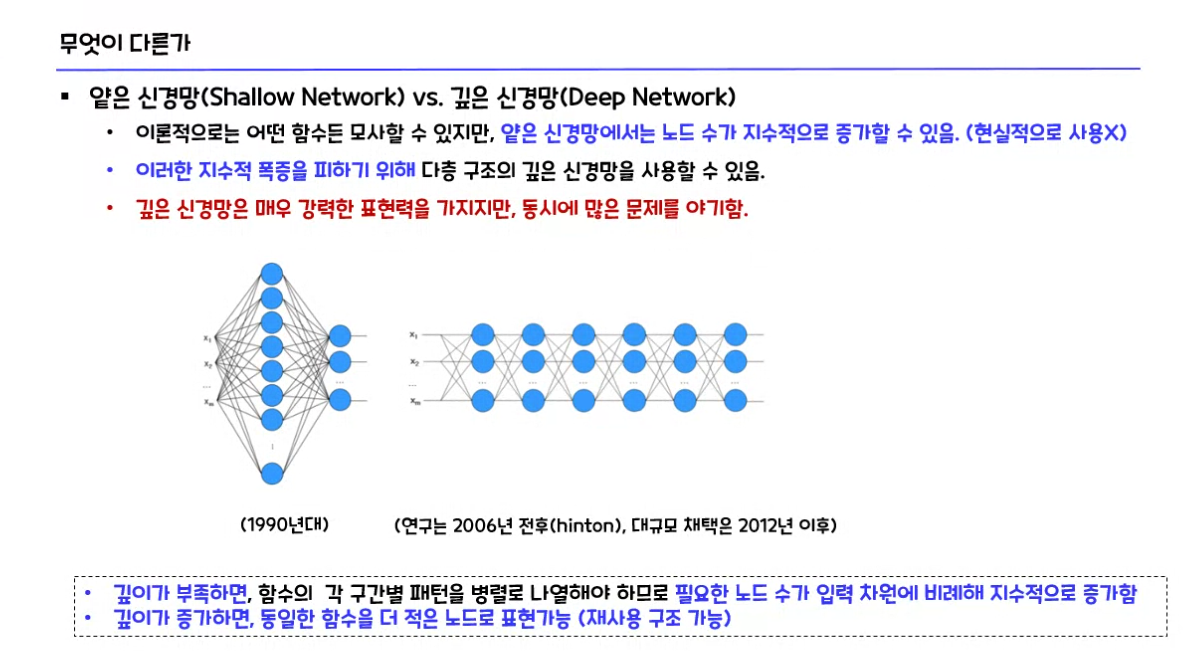 무엇이 다른가
▪ 얕은 신경망(Shallow Network) vs. 깊은 신경망(Deep Network)
• 이론적으로는 어떤 함수든 모사할 수 있지만, 얕은 신경망에서는 노드 수가 지수적으로 증가할 수 있음. (현실적으로 사용X)
• 이러한 지수적 폭증을 피하기 위해 다층 구조의 깊은 신경망을 사용할 수 있음.
• 깊은 신경망은 매우 강력한 표현력을 가지지만, 동시에 많은 문제를 야기함.
x1
x2
...
xm
...
⋮
x1
x2
...
xm
... ... ... ... ... ...
(1990년대)
(연구는 2006년 전후(hinton), 대규모 채택은 2012년 이후)
• 깊이가 부족하면, 함수의 각 구간별 패턴을 병렬로 나열해야 하므로 필요한 노드 수가 입력 차원에 비례해 지수적으로 증가함
• 깊이가 증가하면, 동일한 함수을 더 적은 노드로 표현가능 (재사용 구조 가능)